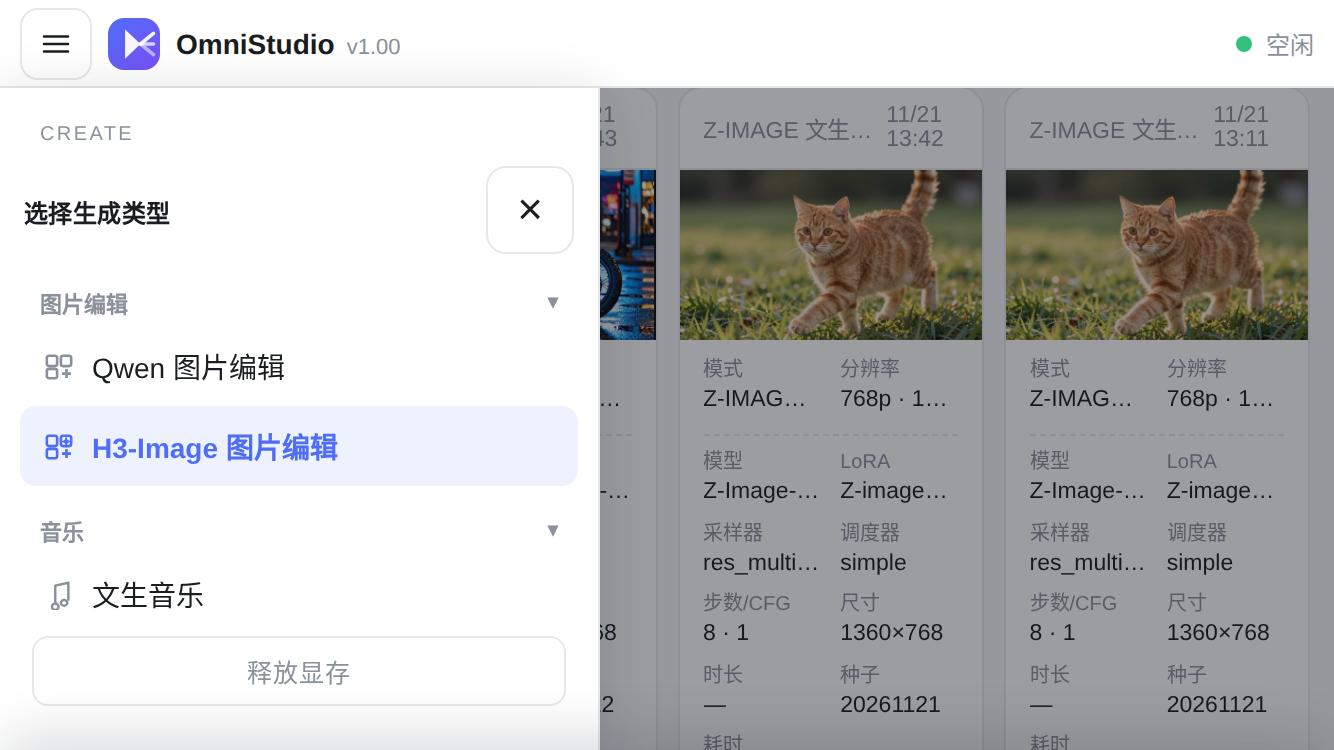 OmniStudio v1.00
空闲
CREATE
选择生成类型
图片编辑
Qwen 图片编辑
H3-Image 图片编辑
音乐
文生音乐
释放显存
Z-IMAGE 文生…
11/21
13:42
模式
分辨率
Z-IMAG…
768p · 1…
模型
LoRA
Z-Image-…
Z-image…
采样器
调度器
res_multi…
simple
步数/CFG
尺寸
8 · 1
1360×768
时长
种子
—
20261121
耗时
Z-IMAGE 文生…
11/21
13:11
模式
分辨率
Z-IMAG…
768p · 1…
模型
LoRA
Z-Image-…
Z-image…
采样器
调度器
res_multi…
simple
步数/CFG
尺寸
8 · 1
1360×768
时长
种子
—
20261121
耗时